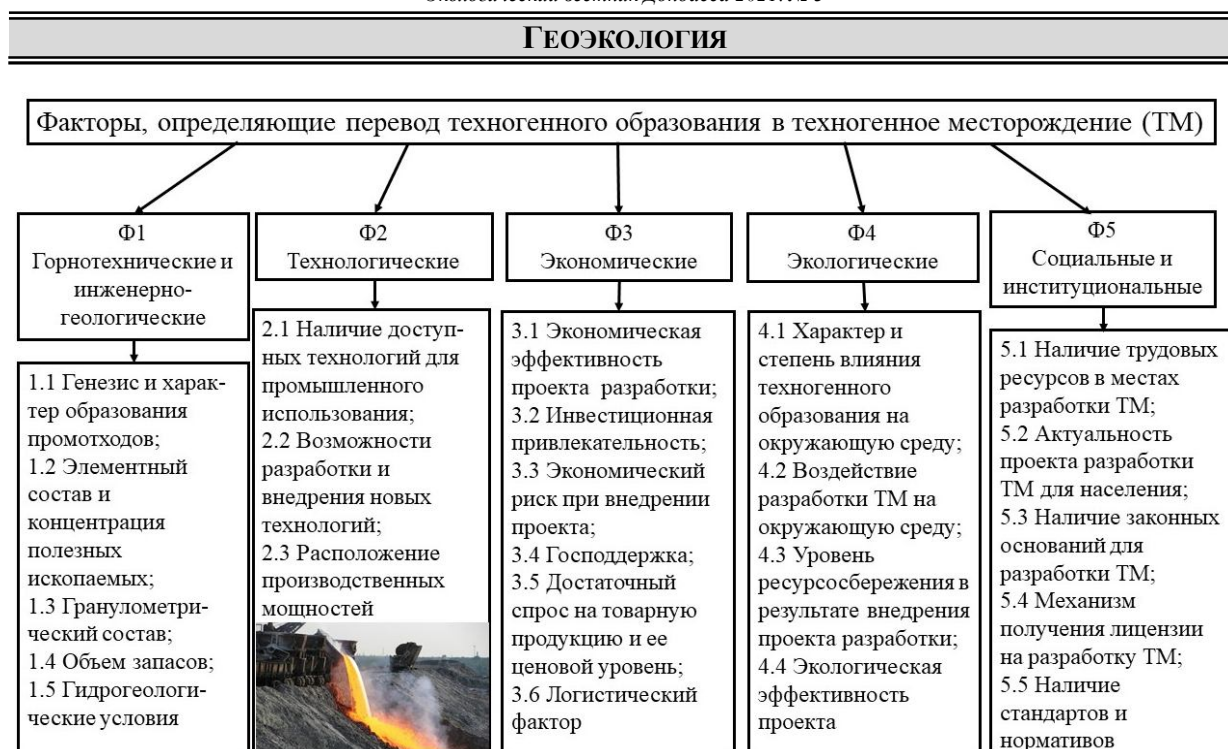 ГЕОЭКОЛОГИЯ
Факторы, определяющие перевод техногенного образования в техногенное месторождение (ТМ)
Ф1
Горнотехнические и
инженерно-
геологические
1.1 Генезис и харак-
тер образования
промотходов;
1.2 Элементный
состав и
концентрация
полезных
ископаемых;
1.3 Гранулометри-
ческий состав;
1.4 Объем запасов;
1.5 Гидрогеологи-
ческие условия
Ф2
Технологические
2.1 Наличие доступ-
ных технологий для
промышленного
использования;
2.2 Возможности
разработки и
внедрения новых
технологий;
2.3 Расположение
производственных
мощностей
Ф3
Экономические
3.1 Экономическая
эффективность
проекта разработки;
3.2 Инвестиционная
привлекательность;
3.3 Экономический
риск при внедрении
проекта;
3.4 Господдержка;
3.5 Достаточный
спрос на товарную
продукцию и ее
ценовой уровень;
3.6 Логистический
фактор
Ф4
Экологические
4.1 Характер и
степень влияния
техногенного
образования на
окружающую среду;
4.2 Воздействие
разработки ТМ на
окружающую среду;
4.3 Уровень
ресурсосбережения в
результате внедрения
проекта разработки;
4.4 Экологическая
эффективность
проекта
Ф5
Социальные и
институциональные
5.1 Наличие трудовых
ресурсов в местах
разработки ТМ;
5.2 Актуальность
проекта разработки
ТМ для населения;
5.3 Наличие законных
оснований для
разработки ТМ;
5.4 Механизм
получения лицензии
на разработку ТМ;
5.5 Наличие
стандартов и
нормативов